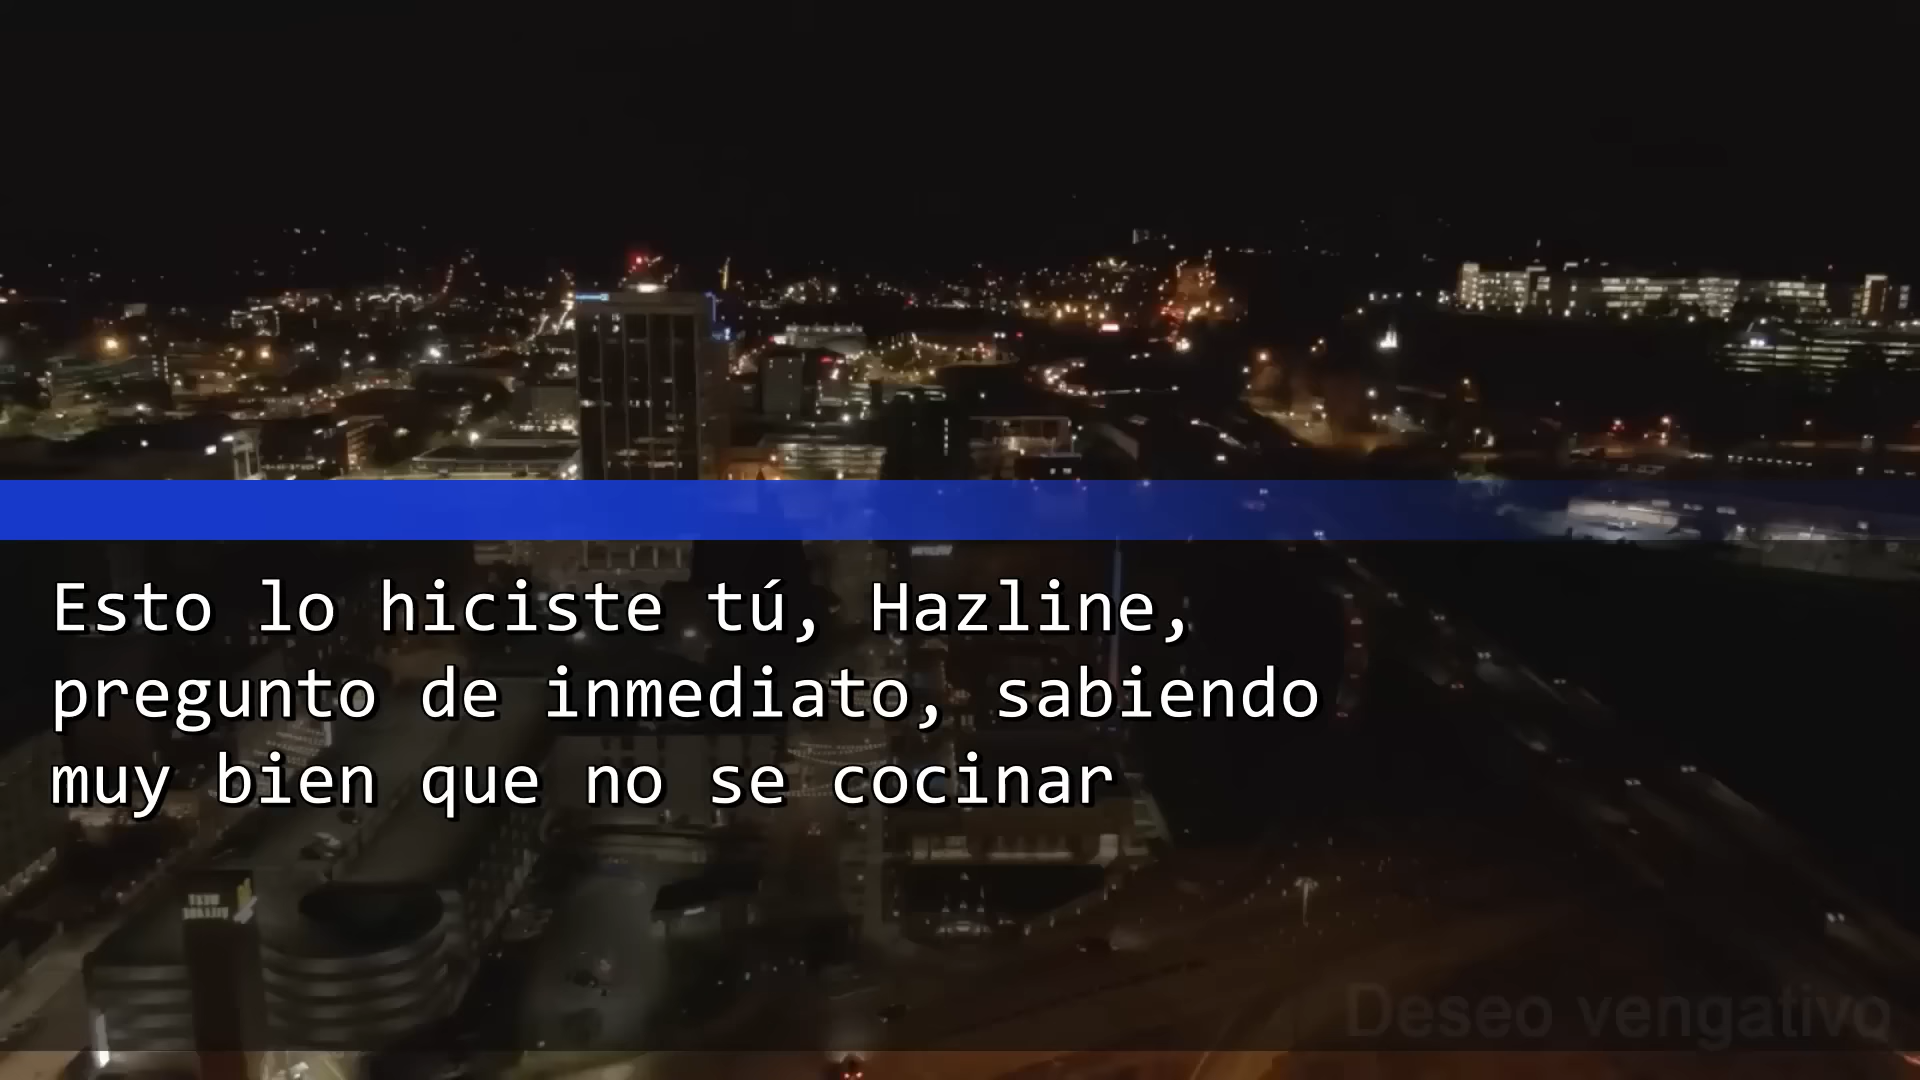 Esto lo hiciste tú, Hazline,
pregunto de inmediato, sabiendo
muy bien que no se cocinar
Deseo vengativo